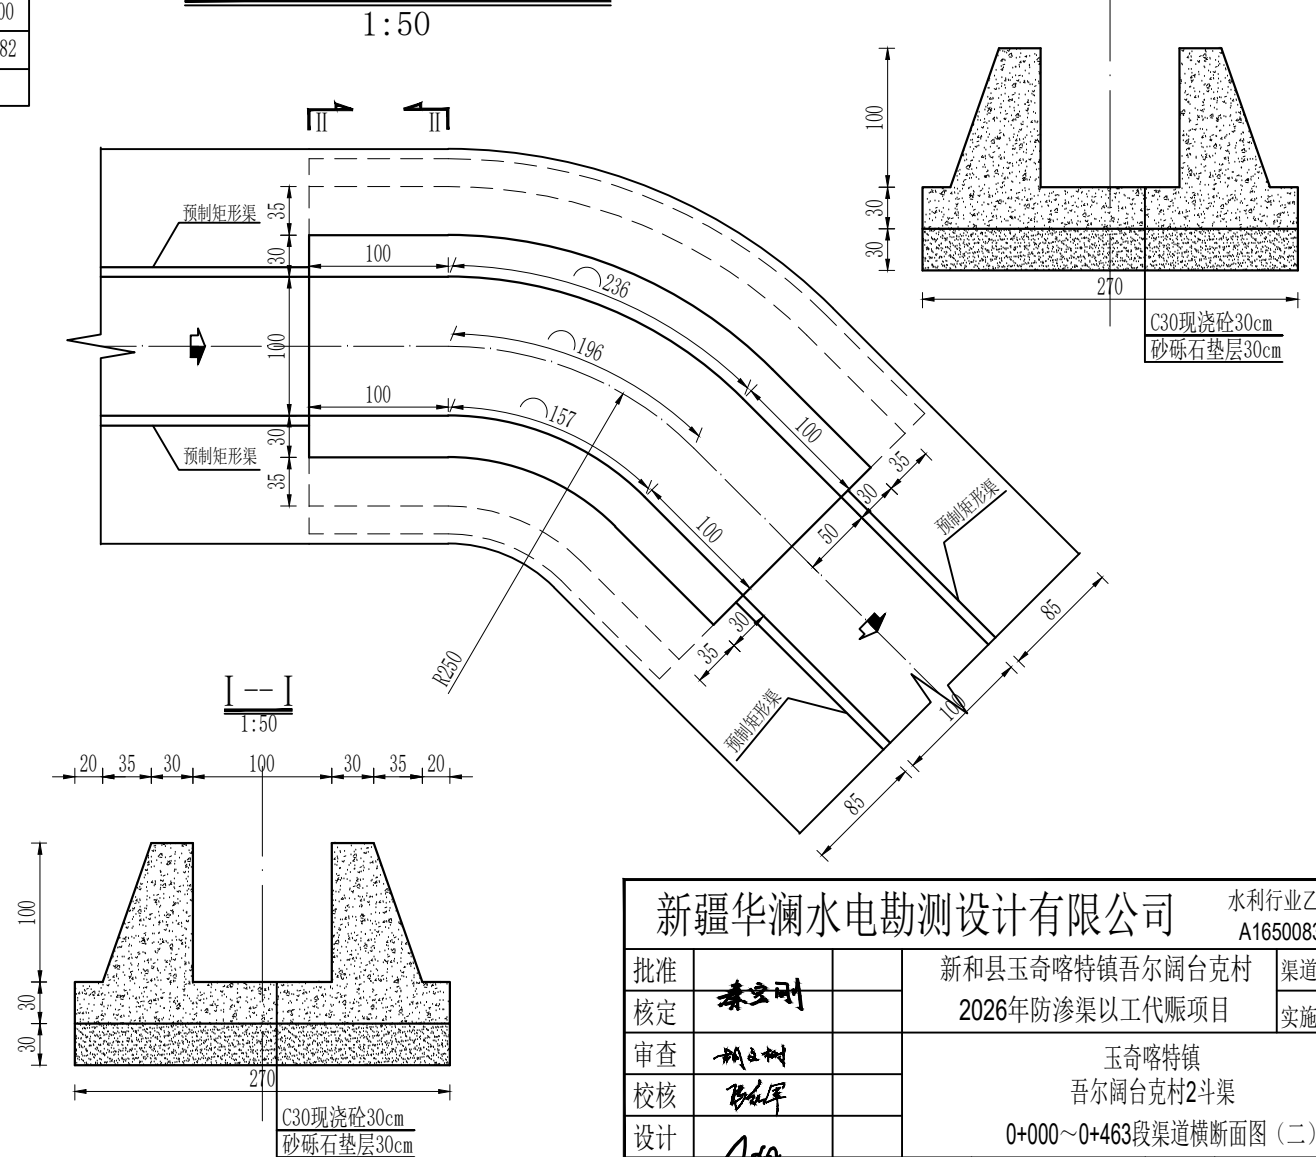 00
82
1:50
II II
100
30
30
270
C30现浇砼30cm
砂砾石垫层30cm
预制矩形渠
35
30
100
30
35
100
236
196
100
157
预制矩形渠
100
100
R250
35
30
50
30
35
预制矩形渠
预制矩形渠
85
100
85
I -- I
1:50
20 35 30 100 30 35 20
100
30
30
270
C30现浇砼30cm
砂砾石垫层30cm
新疆华澜水电勘测设计有限公司
水利行业乙
A1650083
批准
核定
审查
校核
设计
新和县玉奇喀特镇吾尔阔台克村
2026年防渗渠以工代赈项目
渠道
实施
玉奇喀特镇
吾尔阔台克村2斗渠
0+000～0+463段渠道横断面图（二）